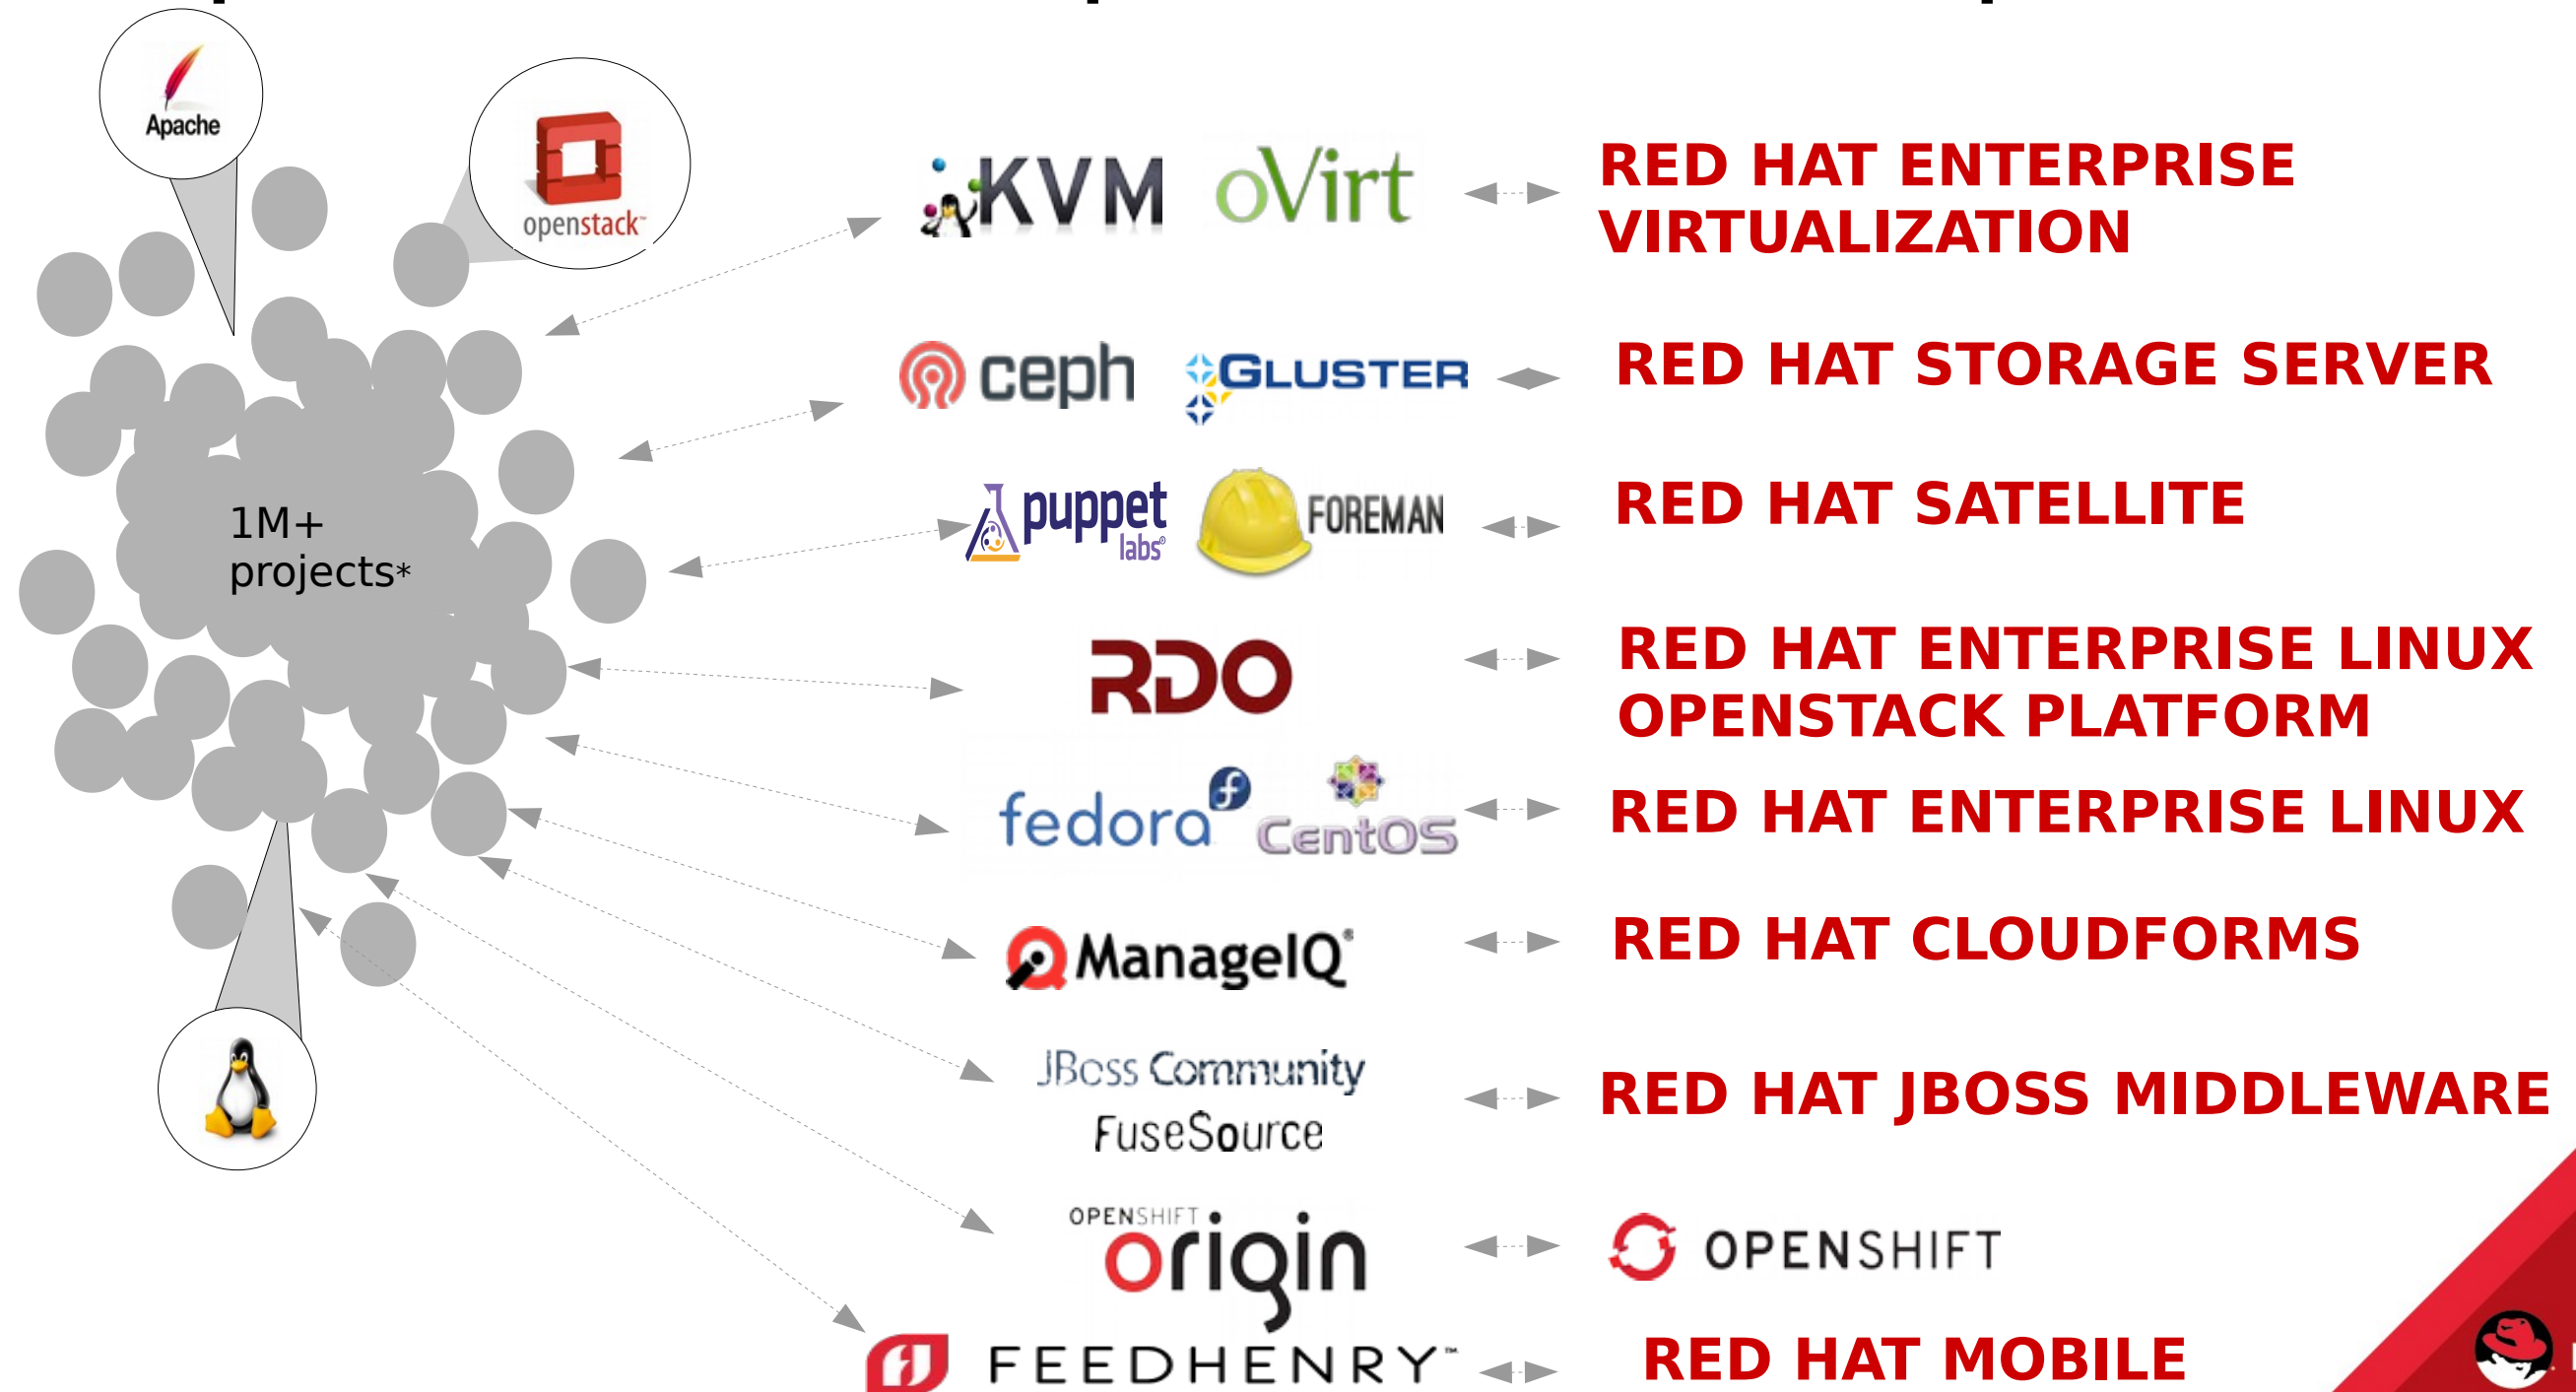 Apache
openstack™
1M+
projects*
KVM
oVirt
RED HAT ENTERPRISE
VIRTUALIZATION
ceph
GLUSTER
RED HAT STORAGE SERVER
puppet
labs®
FOREMAN
RED HAT SATELLITE
RDO
RED HAT ENTERPRISE LINUX
OPENSTACK PLATFORM
fedora
CentOS
RED HAT ENTERPRISE LINUX
ManageIQ®
RED HAT CLOUDFORMS
JBoss Community
FuseSource
RED HAT JBOSS MIDDLEWARE
OPENSHIFT
origin
OPENSHIFT
FEEDHENRY™
RED HAT MOBILE